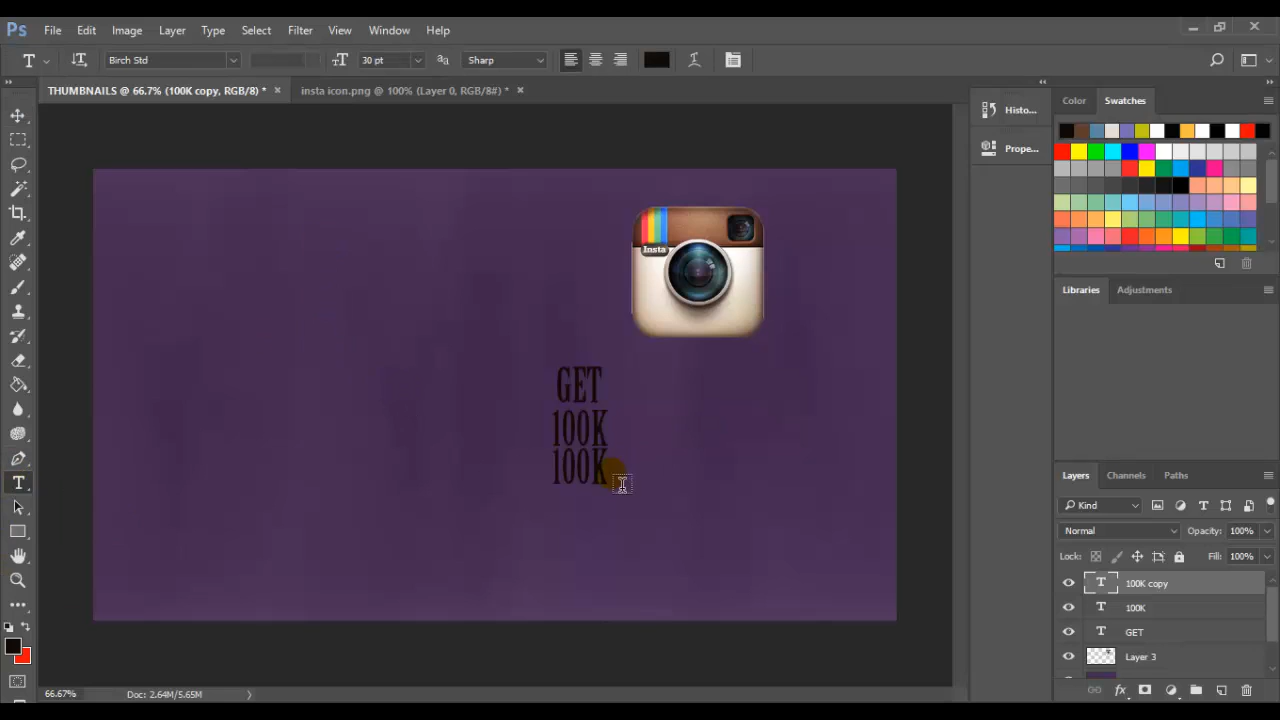 Ps File Edit Image Layer Type Select Filter View Window Help
T Birch Std 30 pt Sharp
THUMBNAILS @ 66.7% (100K copy, RGB/8) * insta icon.png @ 100% (Layer 0, RGB/8#) *
Histo...
Prope...
Color Swatches
Insta
GET
100K
100K
Libraries Adjustments
Layers Channels Paths
Kind
Normal Opacity: 100%
Lock: Fill: 100%
T 100K copy
T 100K
T GET
Layer 3
66.67% Doc: 2.64M/5.65M
fx